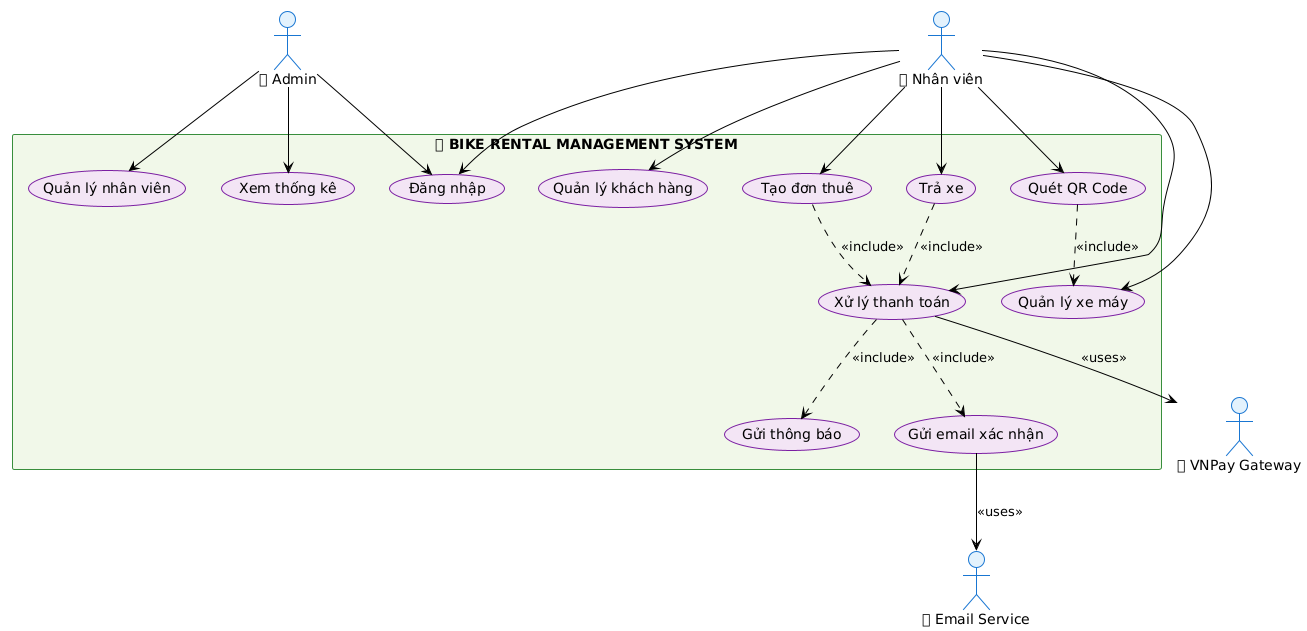 Admin
Nhân viên
BIKE RENTAL MANAGEMENT SYSTEM
Quản lý nhân viên
Xem thống kê
Đăng nhập
Quản lý khách hàng
Tạo đơn thuê
Trả xe
Quét QR Code
«include»
«include»
«include»
Xử lý thanh toán
Quản lý xe máy
«include»
«include»
«uses»
Gửi thông báo
Gửi email xác nhận
VNPay Gateway
«uses»
Email Service